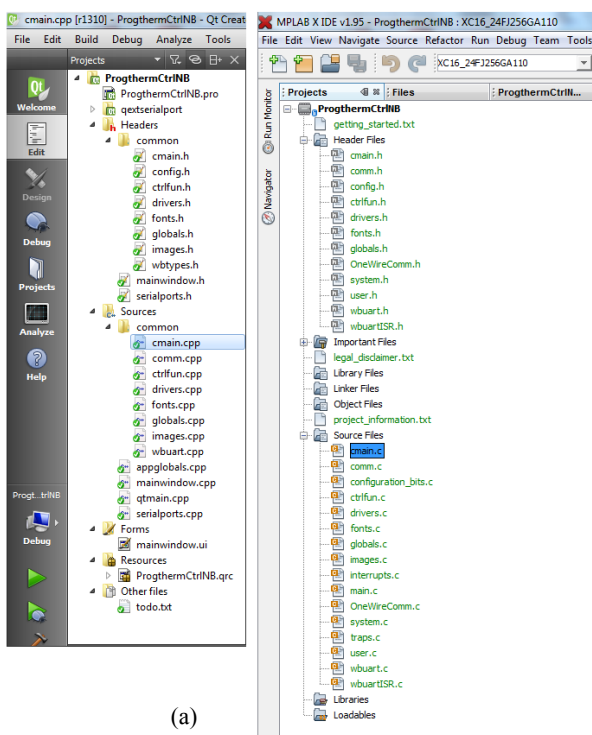 cmain.cpp [r1310] - ProgthermCtrlNB - Qt Creat
File Edit Build Debug Analyze Tools
Projects
Welcome
Edit
Design
Debug
Projects
Analyze
Help
Progt...trlNB
Debug
ProgthermCtrlNB
ProgthermCtrlNB.pro
qextserialport
Headers
common
cmain.h
config.h
ctrlfun.h
drivers.h
fonts.h
globals.h
images.h
wbtypes.h
mainwindow.h
serialports.h
Sources
common
cmain.cpp
comm.cpp
ctrlfun.cpp
drivers.cpp
fonts.cpp
globals.cpp
images.cpp
wbuart.cpp
appglobals.cpp
mainwindow.cpp
qtmain.cpp
serialports.cpp
Forms
mainwindow.ui
Resources
ProgthermCtrlNB.qrc
Other files
todo.txt
(a)
MPLAB X IDE v1.95 - ProgthermCtrlNB : XC16_24FJ256GA110
File Edit View Navigate Source Refactor Run Debug Team Tools
XC16_24FJ256GA110
Run Monitor
Navigator
Projects Files ProgthermCtrlN...
ProgthermCtrlNB
getting_started.txt
Header Files
cmain.h
comm.h
config.h
ctrlfun.h
drivers.h
fonts.h
globals.h
OneWireComm.h
system.h
user.h
wbuart.h
wbuartISR.h
Important Files
legal_disclaimer.txt
Library Files
Linker Files
Object Files
project_information.txt
Source Files
cmain.c
comm.c
configuration_bits.c
ctrlfun.c
drivers.c
fonts.c
globals.c
images.c
interrupts.c
main.c
OneWireComm.c
system.c
traps.c
user.c
wbuart.c
wbuartISR.c
Libraries
Loadables